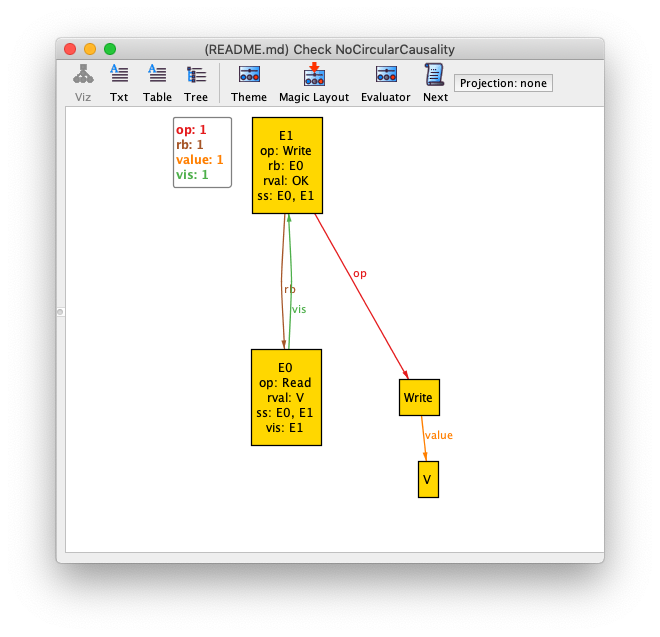 (README.md) Check NoCircularCausality
Viz
Txt
Table
Tree
Theme
Magic Layout
Evaluator
Next
Projection: none
op: 1
rb: 1
value: 1
vis: 1
E1
op: Write
rb: E0
rval: OK
ss: E0, E1
op
rb
vis
E0
op: Read
rval: V
ss: E0, E1
vis: E1
Write
value
V